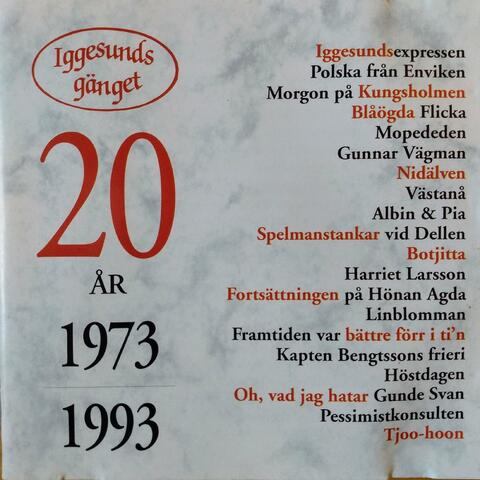 Iggesunds
gänget
20
ÅR
1973
1993
Iggesundsexpressen
Polska från Enviken
Morgon på Kungsholmen
Blåögda Flicka
Mopededen
Gunnar Vägman
Nidälven
Västanå
Albin & Pia
Spelmanstankar vid Dellen
Botjitta
Harriet Larsson
Fortsättningen på Hönan Agda
Linblomman
Framtiden var bättre förr i ti'n
Kapten Bengtssons frieri
Höstdagen
Oh, vad jag hatar Gunde Svan
Pessimistkonsulten
Tjoo-hoon